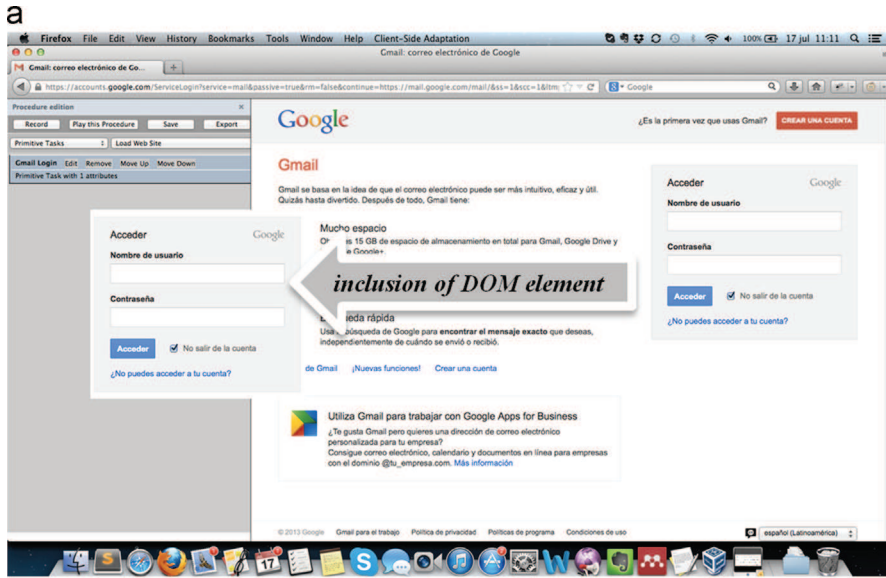 a
Firefox File Edit View History Bookmarks Tools Window Help Client-Side Adaptation 100% 17 jul 11:11
Gmail: correo electrónico de Google
Gmail: correo electrónico de Go...
https://accounts.google.com/ServiceLogin?service=mail&passive=true&rm=false&continue=https://mail.google.com/mail/&ss=1&scc=1&ltm Google
Procedure edition x
Record Play this Procedure Save Export
Primitive Tasks Load Web Site
Gmail Login Edit Remove Move Up Move Down
Primitive Task with 1 attributes
Google
¿Es la primera vez que usas Gmail? CREAR UNA CUENTA
Gmail
Gmail se basa en la idea de que el correo electrónico puede ser más intuitivo, eficaz y útil.
Quizás hasta divertido. Después de todo, Gmail tiene:
Mucho espacio
is 15 GB de espacio de almacenamiento en total para Gmail, Google Drive y
Google+.
eda rápida
búsqueda de Google para encontrar el mensaje exacto que deseas,
independientemente de cuándo se envió o recibió.
de Gmail ¡Nuevas funciones! Crear una cuenta
Acceder Google
Nombre de usuario
Contraseña
Acceder No salir de la cuenta
¿No puedes acceder a tu cuenta?
inclusion of DOM element
Acceder Google
Nombre de usuario
Contraseña
Acceder No salir de la cuenta
¿No puedes acceder a tu cuenta?
Utiliza Gmail para trabajar con Google Apps for Business
¿Te gusta Gmail pero quieres una dirección de correo electrónico
personalizada para tu empresa?
Consigue correo electrónico, calendario y documentos en línea para empresas
con el dominio @tu_empresa.com. Más información
© 2013 Google Gmail para el trabajo Política de privacidad Políticas de programa Condiciones de uso
español (Latinoamérica)
17